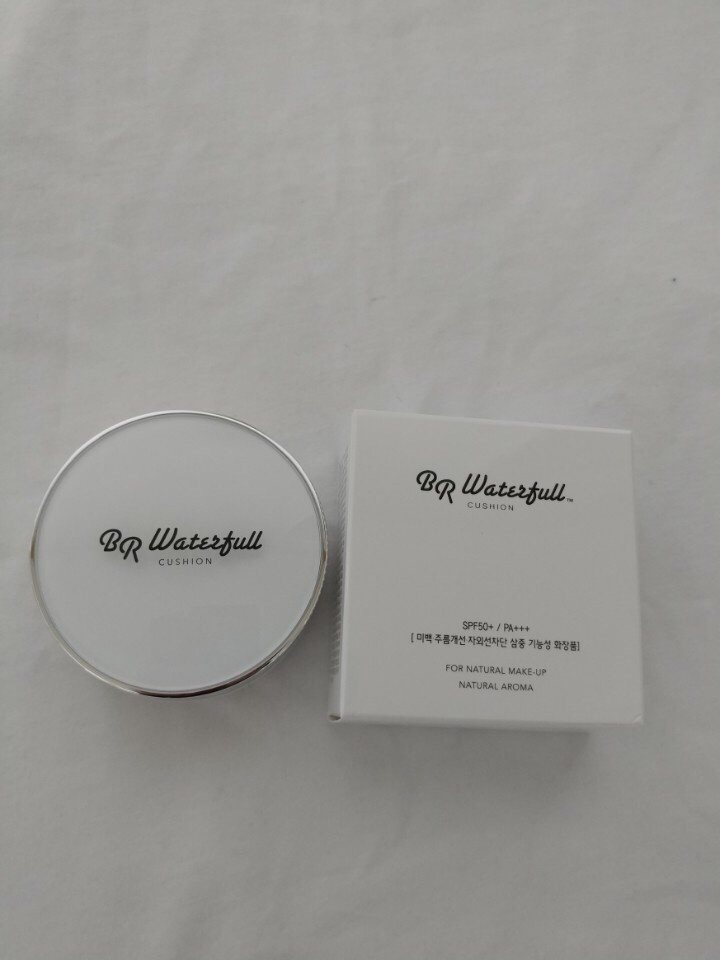 BR Waterfull
CUSHION
BR Waterfull™
CUSHION
SPF50+ / PA+++
[ 미백·주름개선·자외선차단 삼중 기능성 화장품]
FOR NATURAL MAKE-UP
NATURAL AROMA